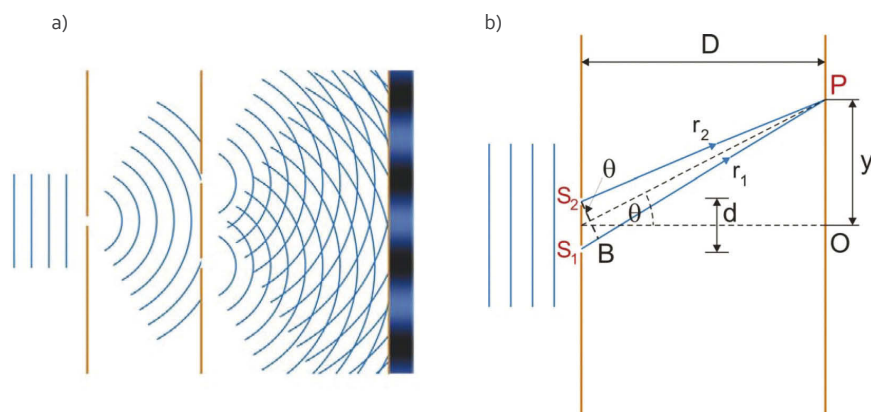 a)
b)
D
P
r₂
r₁
y
θ
S₂
θ
d
S₁
B
O